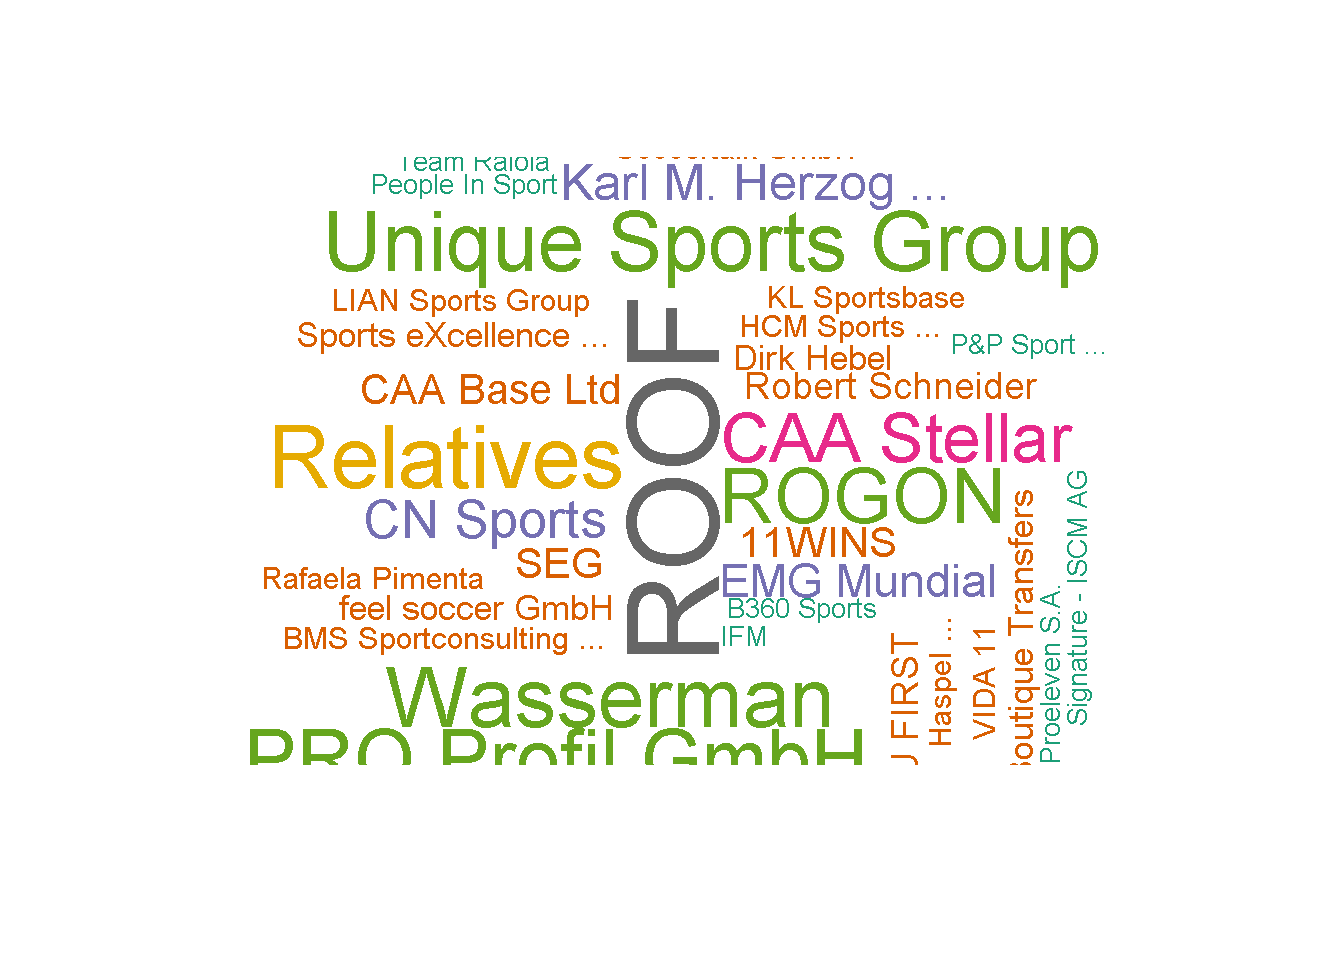 Team Raiola
People In Sport
Karl M. Herzog ...
Unique Sports Group
LIAN Sports Group
KL Sportsbase
Sports eXcellence ...
HCM Sports ...
P&P Sport ...
Dirk Hebel
CAA Base Ltd
Robert Schneider
ROOF
Relatives
CAA Stellar
ROGON
CN Sports
11WINS
SEG
EMG Mundial
Rafaela Pimenta
feel soccer GmbH
B360 Sports
BMS Sportconsulting ...
IFM
FIRST
Haspel ...
VIDA 11
Transfers
Proeleven S.A.
Signature - ISCM AG
Wasserman
PRO Profil GmbH